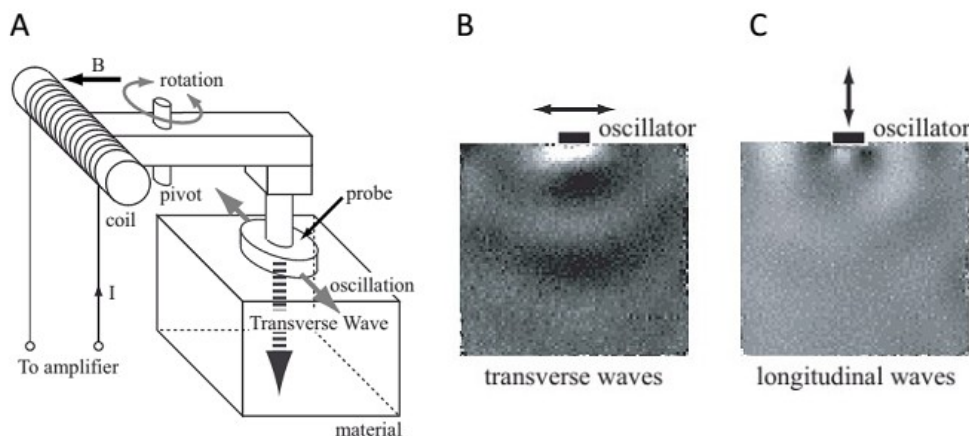 A
B
rotation
pivot
coil
probe
oscillation
I
Transverse Wave
To amplifier
material
B
oscillator
transverse waves
C
oscillator
longitudinal waves